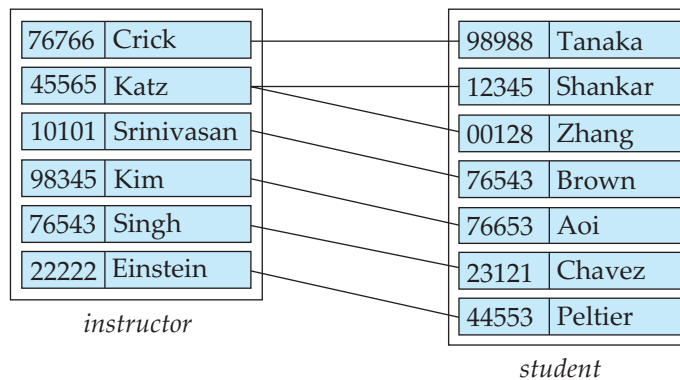 76766 Crick
45565 Katz
10101 Srinivasan
98345 Kim
76543 Singh
22222 Einstein
instructor
98988 Tanaka
12345 Shankar
00128 Zhang
76543 Brown
76653 Aoi
23121 Chavez
44553 Peltier
student